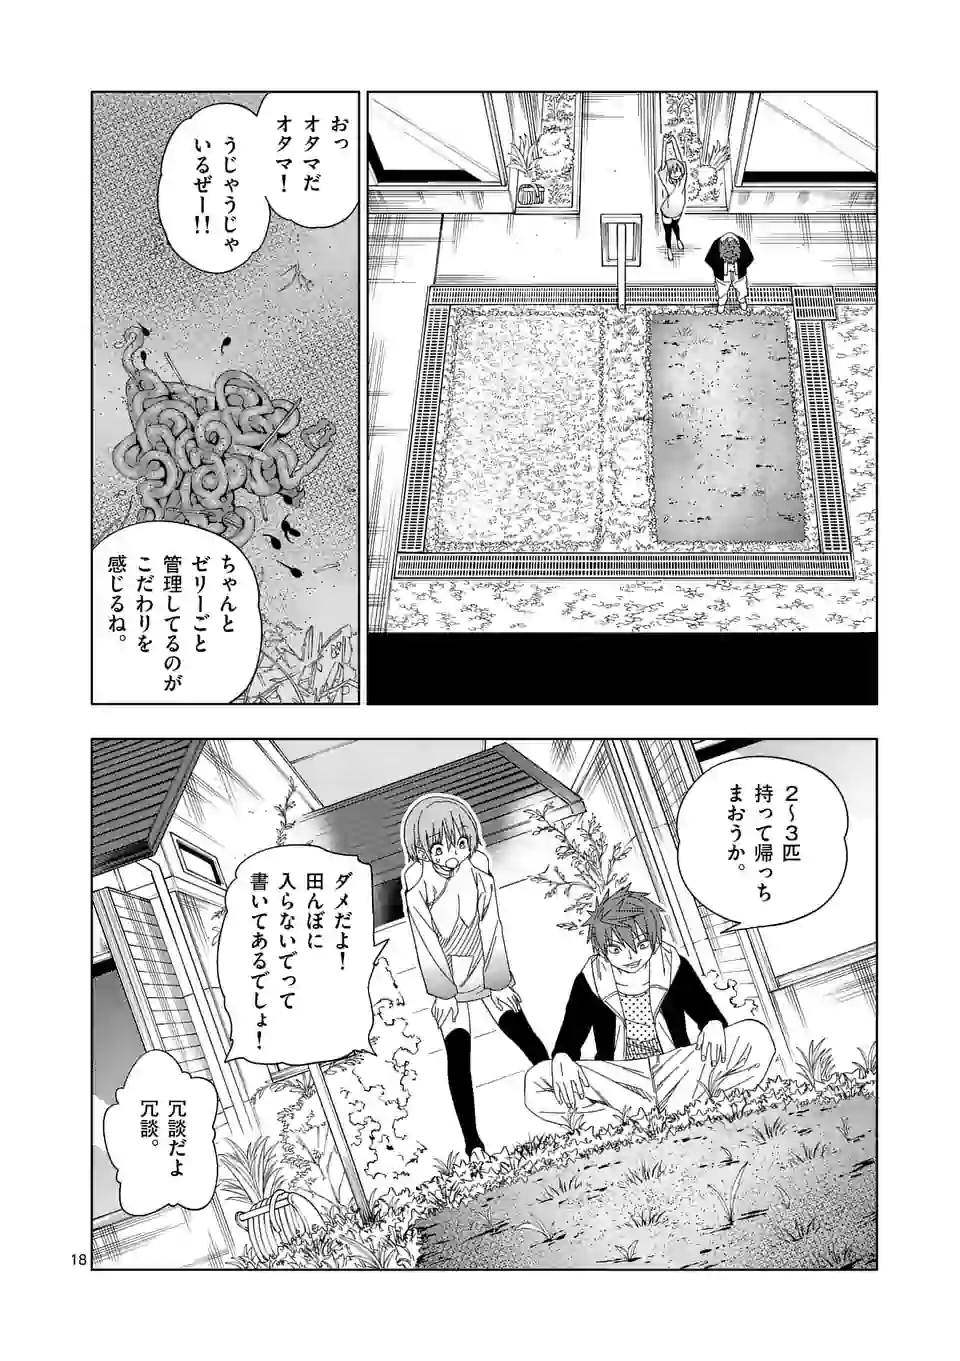 おっ
オタマだ
オタマ！
うじゃうじゃ
いるぜー!!
ちゃんと
ゼリーごと
管理してるのが
こだわりを
感じるね。
2〜3匹
持って帰っち
まおうか。
ダメだよ！
田んぼに
入らないでって
書いてあるでしょ！
冗談だよ
冗談。
18